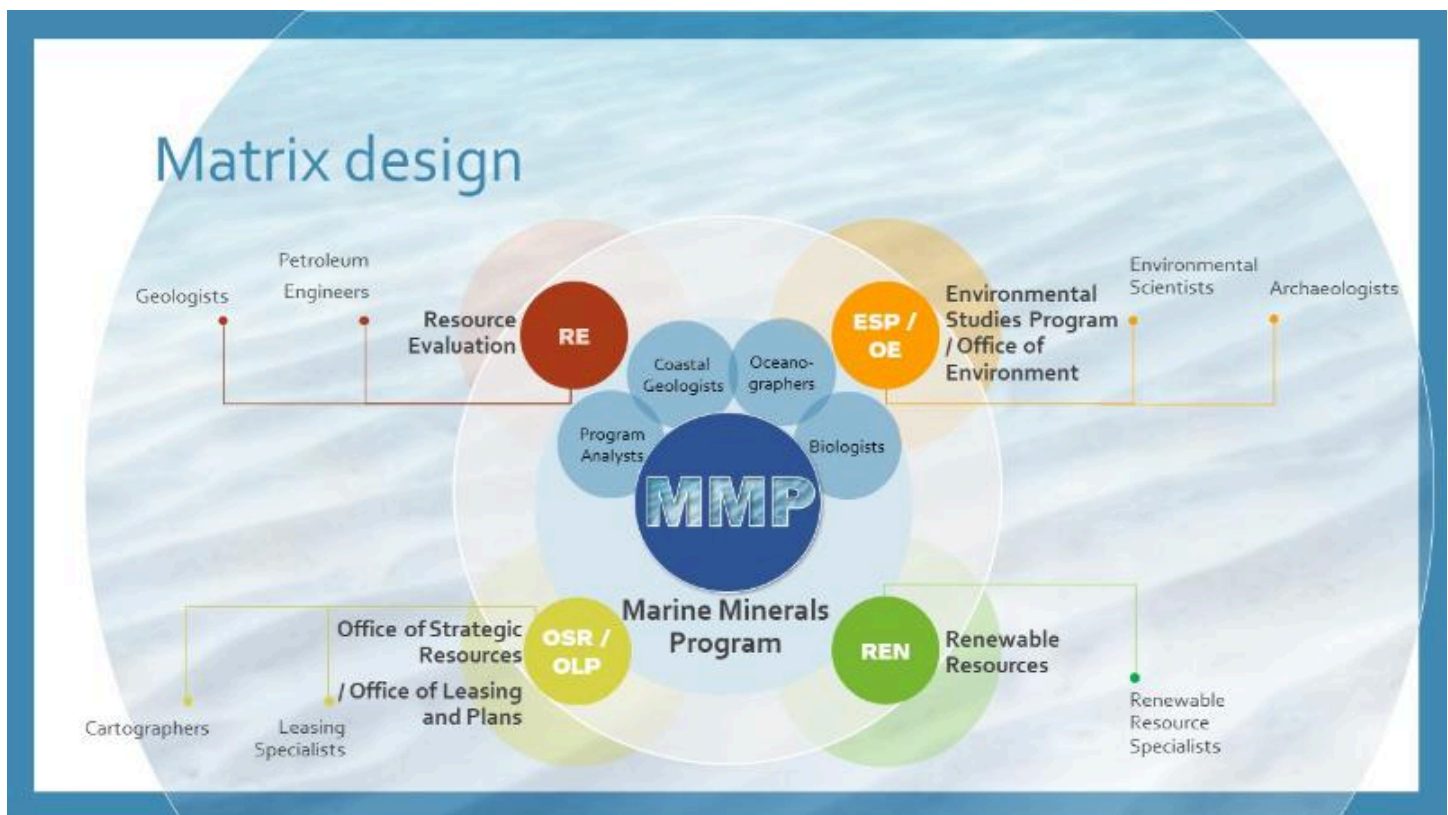 Matrix design
Petroleum
Engineers
Geologists
Resource
Evaluation
RE
Coastal
Geologists
Oceano-
graphers
Program
Analysts
Biologists
ESP /
OE
Environmental
Studies Program
/ Office of
Environment
Environmental
Scientists
Archaeologists
MMP
Marine Minerals
Program
Office of Strategic
Resources
/ Office of Leasing
and Plans
OSR /
OLP
Cartographers
Leasing
Specialists
REN
Renewable
Resources
Renewable
Resource
Specialists